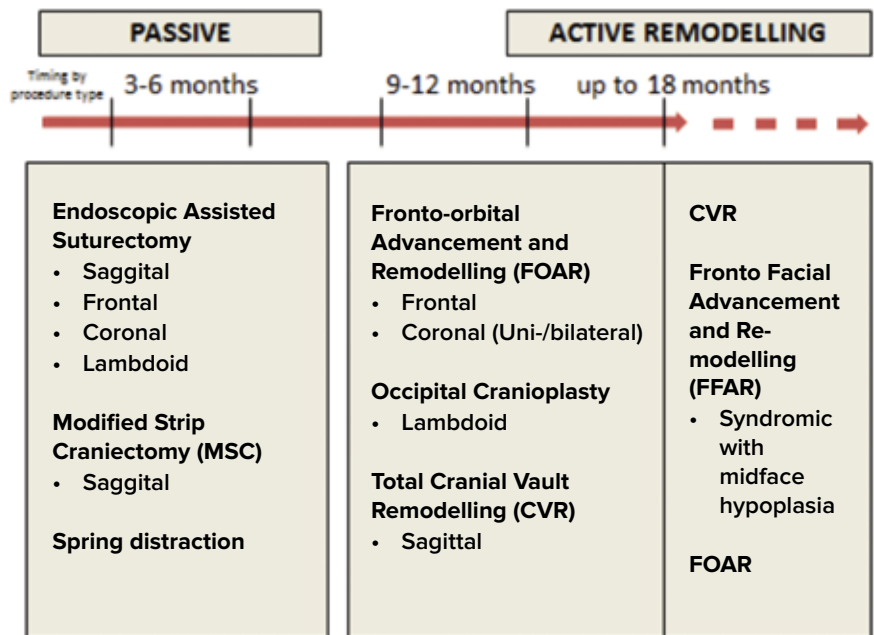 PASSIVE
ACTIVE REMODELLING
Timing by
procedure type
3-6 months
9-12 months
up to 18 months
Endoscopic Assisted
Suturectomy
• Saggital
• Frontal
• Coronal
• Lambdoid
Modified Strip
Craniectomy (MSC)
• Saggital
Spring distraction
Fronto-orbital
Advancement and
Remodelling (FOAR)
• Frontal
• Coronal (Uni-/bilateral)
Occipital Cranioplasty
• Lambdoid
Total Cranial Vault
Remodelling (CVR)
• Sagittal
CVR
Fronto Facial
Advancement
and Re-
modelling
(FFAR)
• Syndromic
with
midface
hypoplasia
FOAR